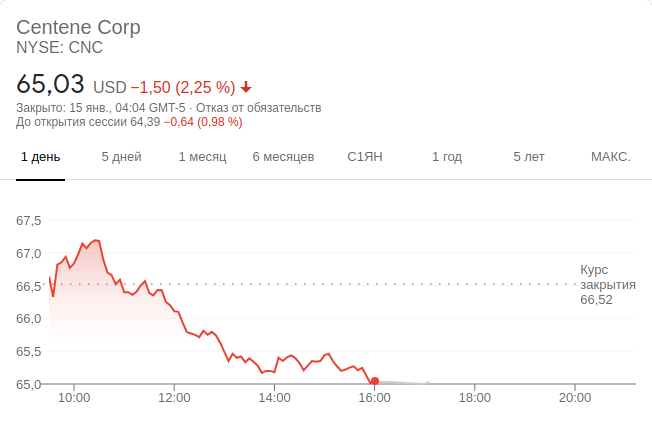 Centene Corp
NYSE: CNC
65,03 USD −1,50 (2,25 %)
Закрыто: 15 янв., 04:04 GMT-5 · Отказ от обязательств
До открытия сессии 64,39 −0,64 (0,98 %)
1 день 5 дней 1 месяц 6 месяцев С1ЯН 1 год 5 лет МАКС.
67,5
67,0
66,5
66,0
65,5
65,0
Курс
закрытия
66,52
10:00 12:00 14:00 16:00 18:00 20:00